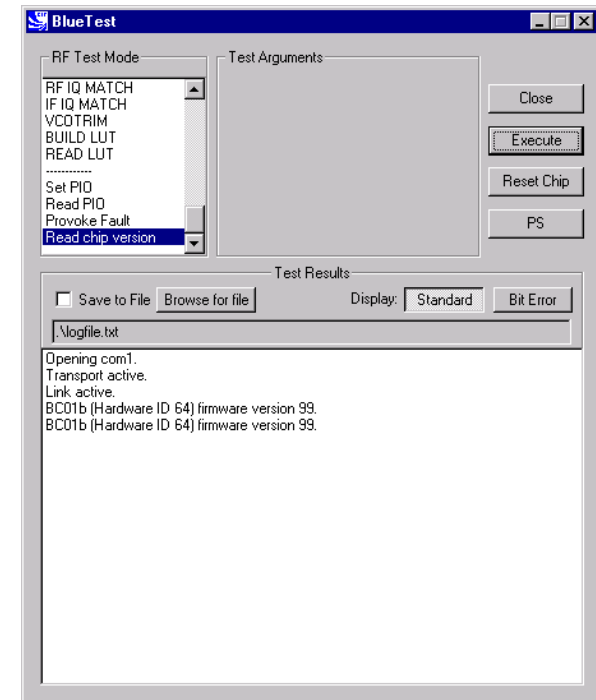 BlueTest
RF Test Mode
RF IQ MATCH
IF IQ MATCH
VCOTRIM
BUILD LUT
READ LUT
------------
Set PIO
Read PIO
Provoke Fault
Read chip version
Test Arguments
Close
Execute
Reset Chip
PS
Test Results
Save to File Browse for file Display: Standard Bit Error
.\logfile.txt
Opening com1.
Transport active.
Link active.
BC01b (Hardware ID 64) firmware version 99.
BC01b (Hardware ID 64) firmware version 99.